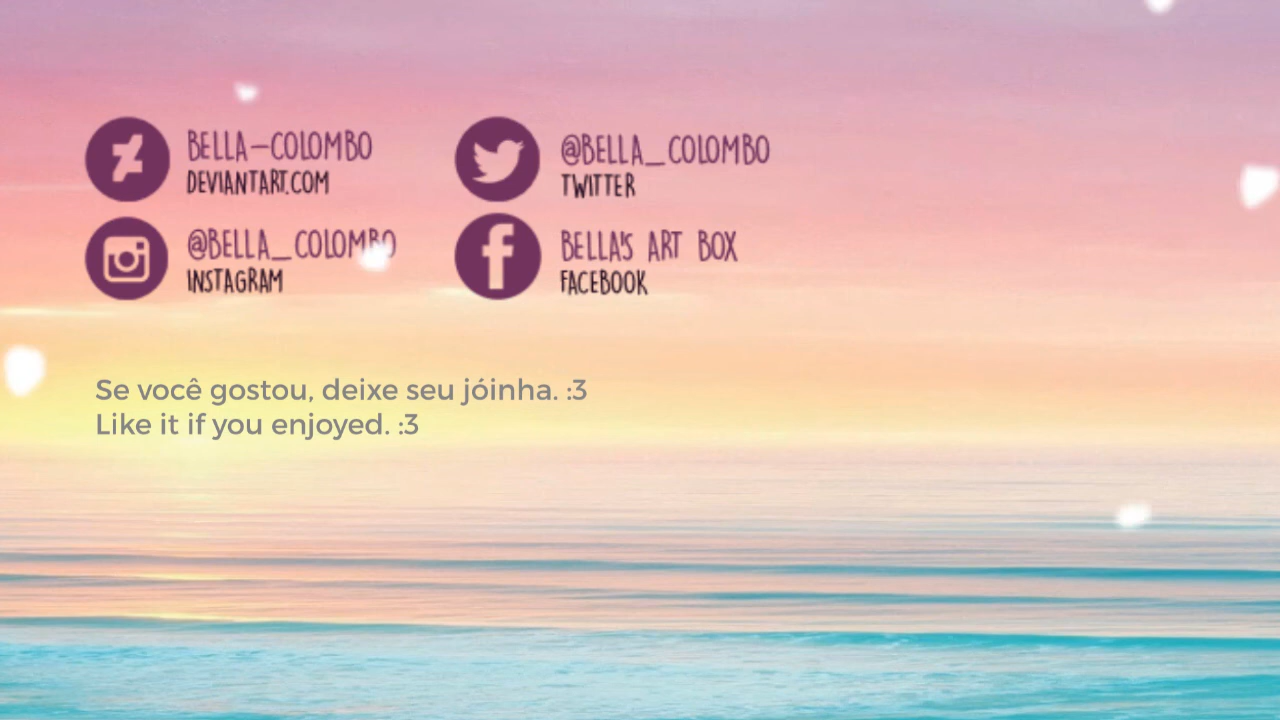 BELLA-COLOMBO
DEVIANTART.COM
@BELLA_COLOMBO
TWITTER
@BELLA_COLOMBO
INSTAGRAM
BELLA'S ART BOX
FACEBOOK
Se você gostou, deixe seu jóinha. :3
Like it if you enjoyed. :3